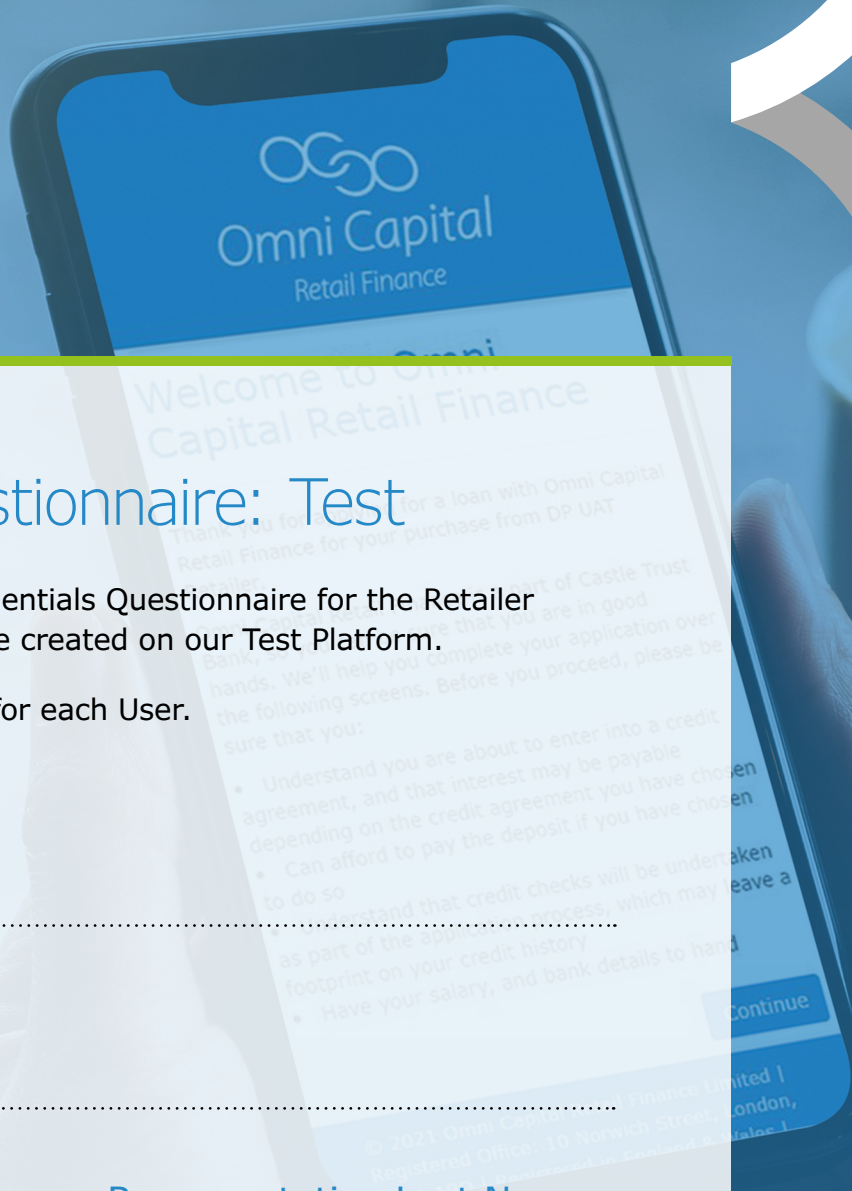 Omni Capital
Retail Finance
Welcome to Omni
Capital Retail Finance
stionnaire: Test
Thank you for applying for a loan with Omni Capital
Retail Finance for your purchase from DP UAT
Retailer.
entials Questionnaire for the Retailer
Omni Capital Retail Finance is part of Castle Trust
Bank, so you can be sure that you are in good
e created on our Test Platform.
hands. We'll help you complete your application over
the following screens. Before you proceed, please be
sure that you:
for each User.
• Understand you are about to enter into a credit
agreement, and that interest may be payable
depending on the credit agreement you have chosen
• Can afford to pay the deposit if you have chosen
to do so
• Understand that credit checks will be undertaken
as part of the application process, which may leave a
footprint on your credit history
• Have your salary, and bank details to hand
Continue
© 2021 Omni Capital Retail Finance Limited |
Registered Office: 10 Norwich Street, London,
Registered in England & Wales |